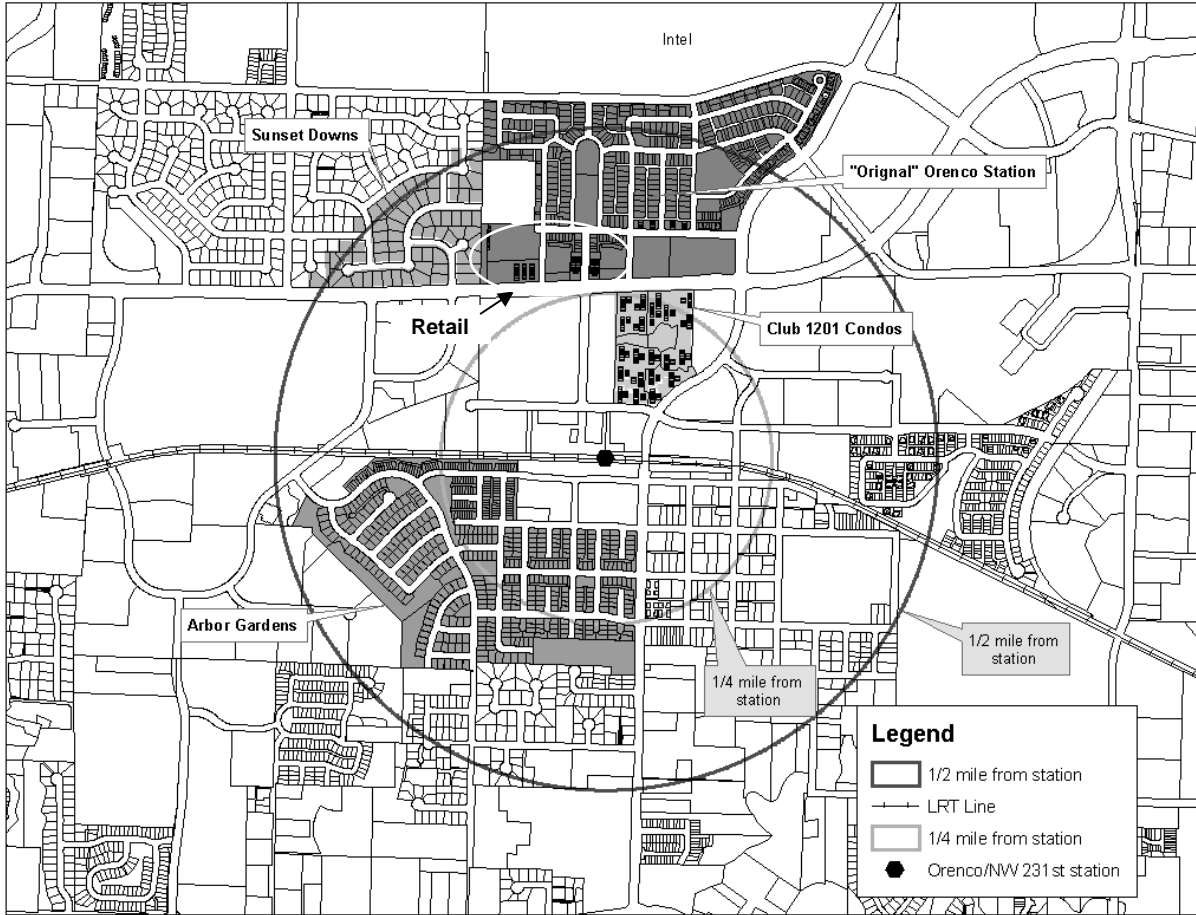 Intel
Sunset Downs
"Orignal" Orenco Station
Retail
Club 1201 Condos
Arbor Gardens
1/2 mile from
station
1/4 mile from
station
Legend
1/2 mile from station
LRT Line
1/4 mile from station
Orenco/NW 231st station